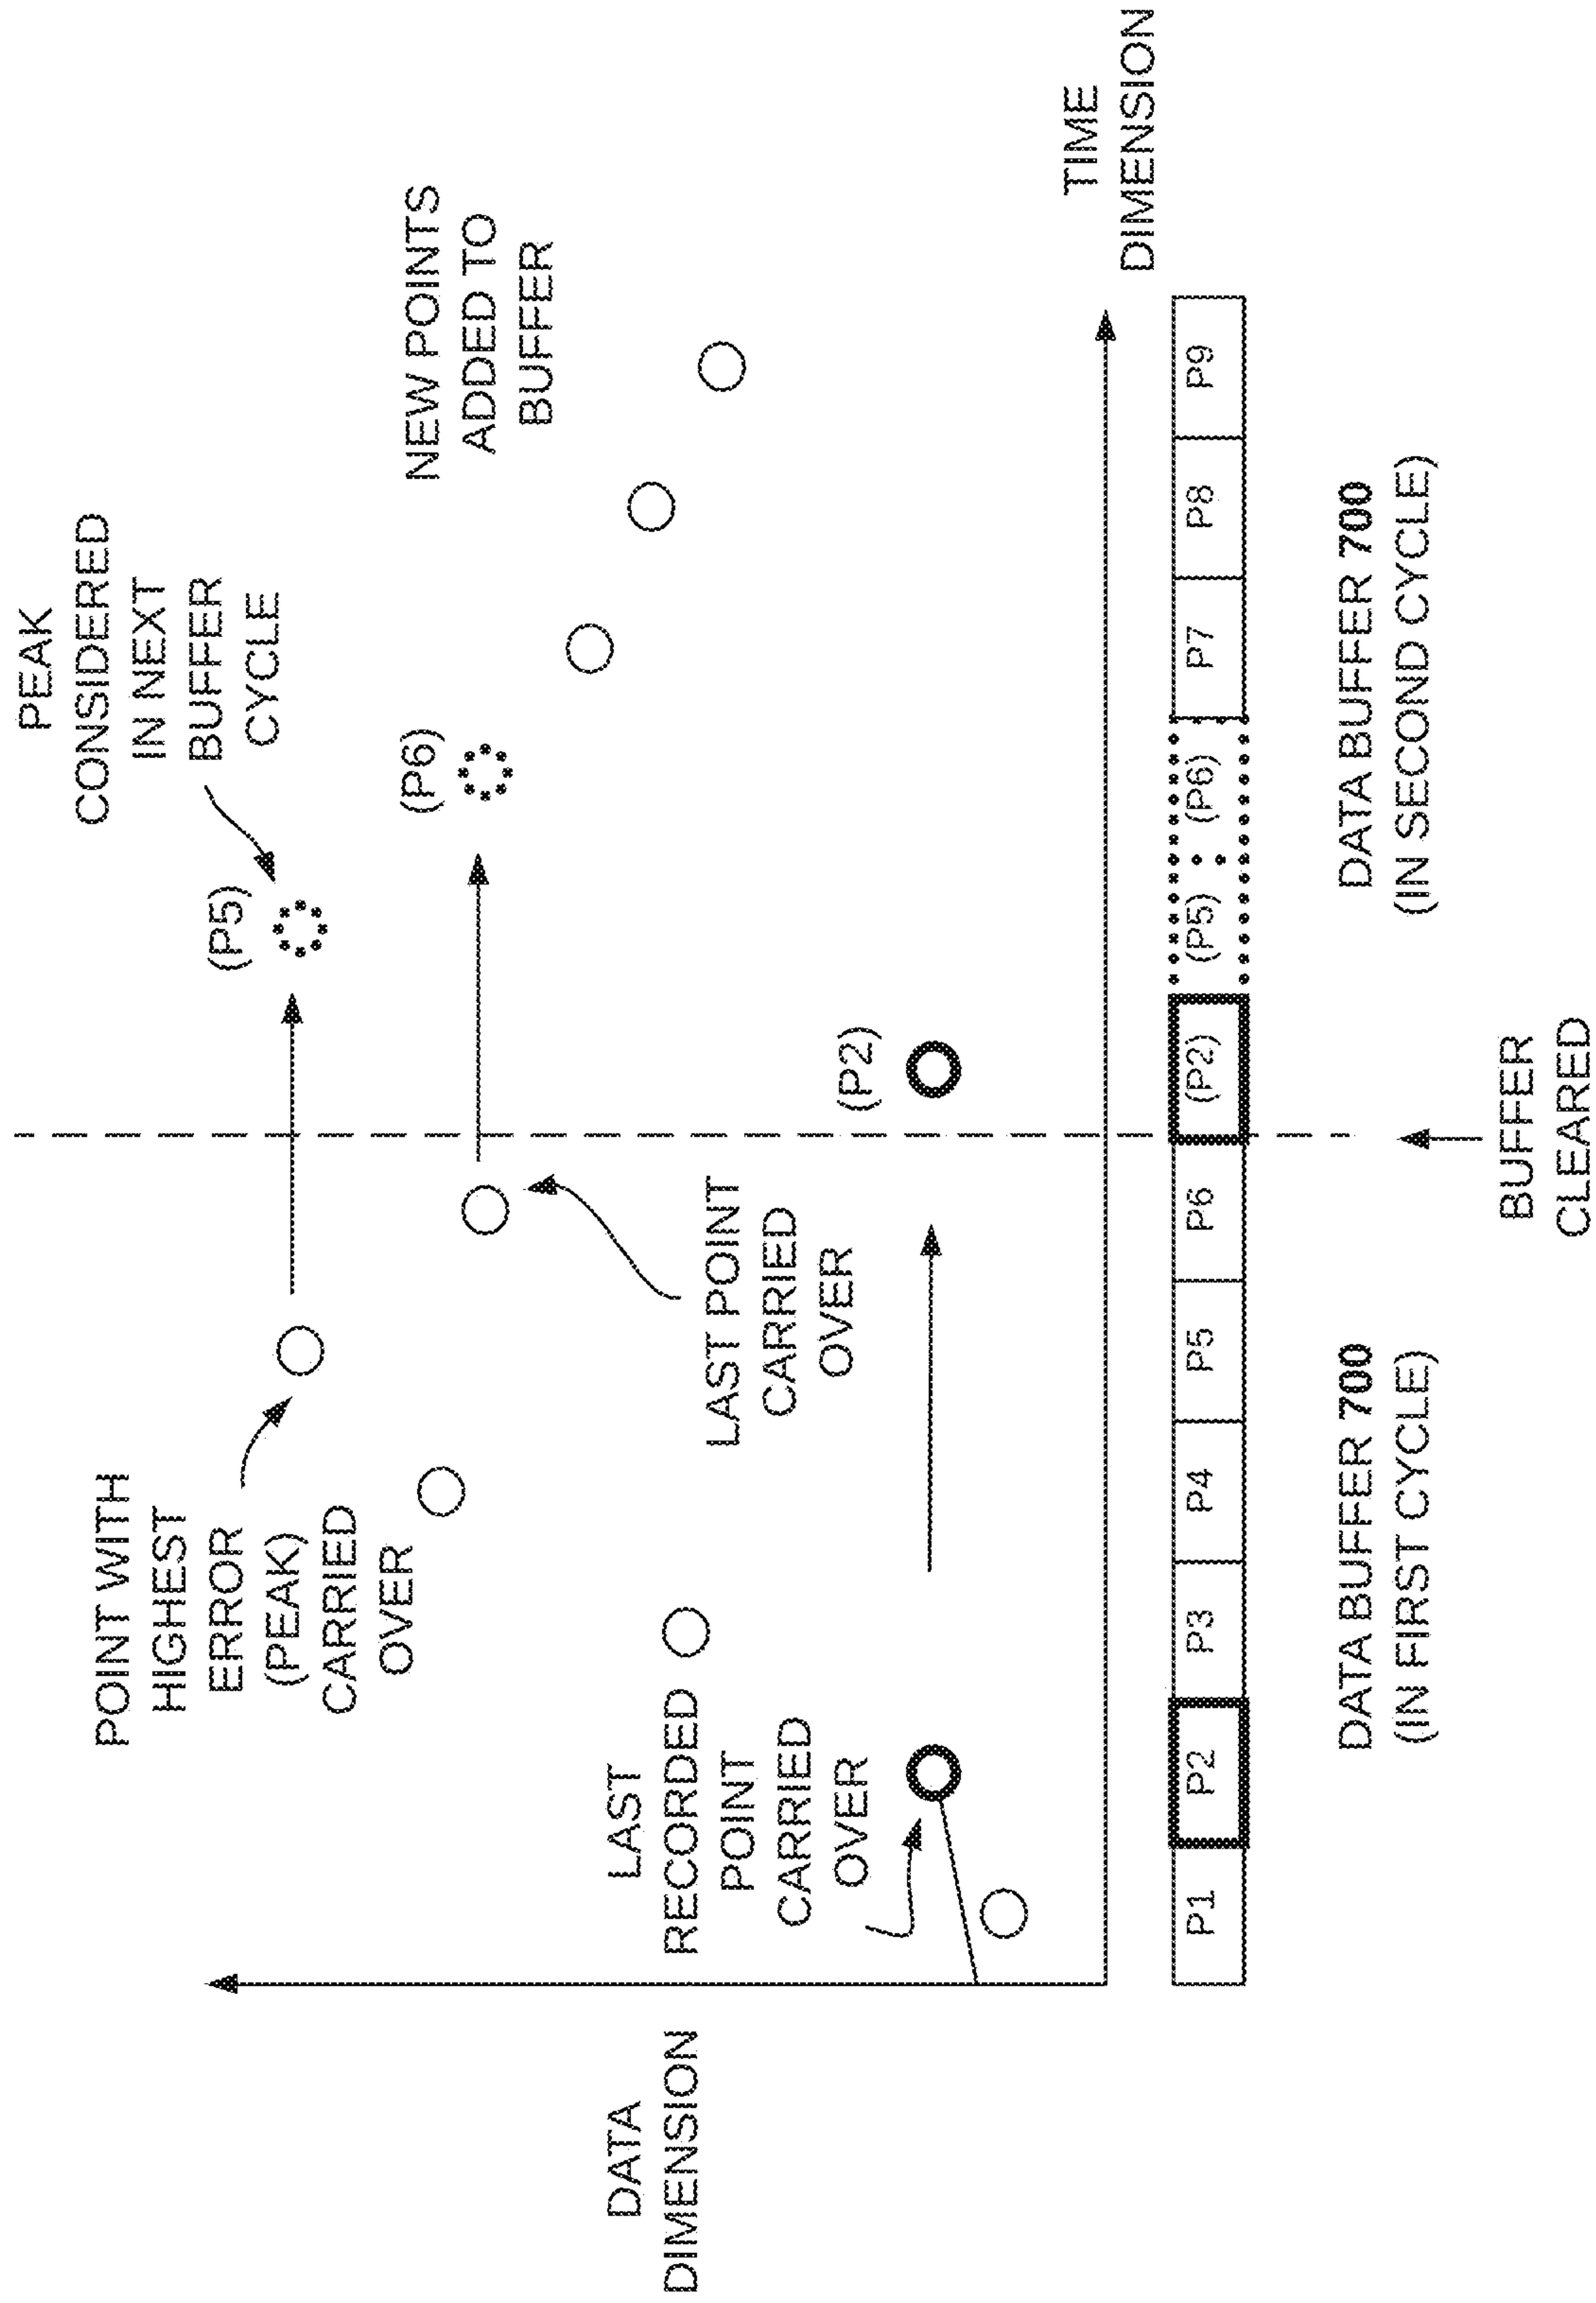 PEAK
CONSIDERED
IN NEXT
BUFFER
CYCLE
POINT WITH
HIGHEST
ERROR
(PEAK)
CARRIED
OVER
(P5)
(P6)
NEW POINTS
ADDED TO
BUFFER
DATA
DIMENSION
LAST
RECORDED
POINT
CARRIED
OVER
LAST POINT
CARRIED
OVER
(P2)
TIME
DIMENSION
P1 P2 P3 P4 P5 P6 (P2) (P5) (P6) P7 P8 P9
DATA BUFFER 700
(IN FIRST CYCLE)
DATA BUFFER 700
(IN SECOND CYCLE)
BUFFER
CLEARED